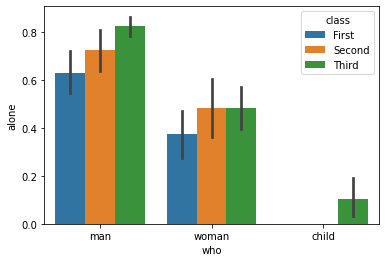 class
First
Second
Third
0.8
0.6
0.4
0.2
0.0
alone
man woman child
who